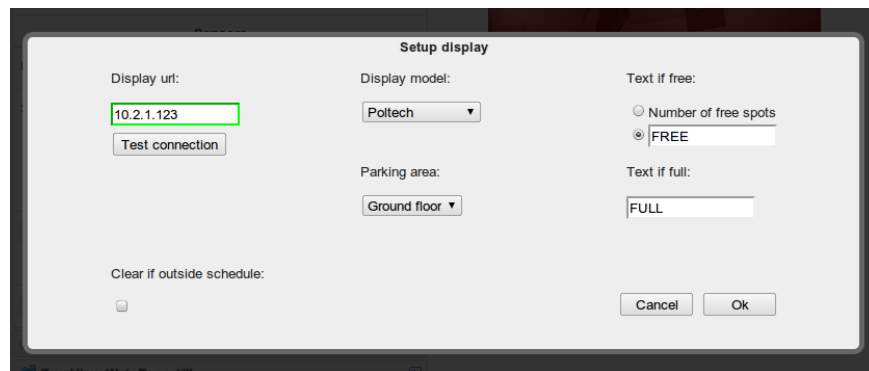 Setup display
Display url:
10.2.1.123
Test connection
Display model:
Poltech
Parking area:
Ground floor
Text if free:
Number of free spots
FREE
Text if full:
FULL
Clear if outside schedule:
Cancel
Ok